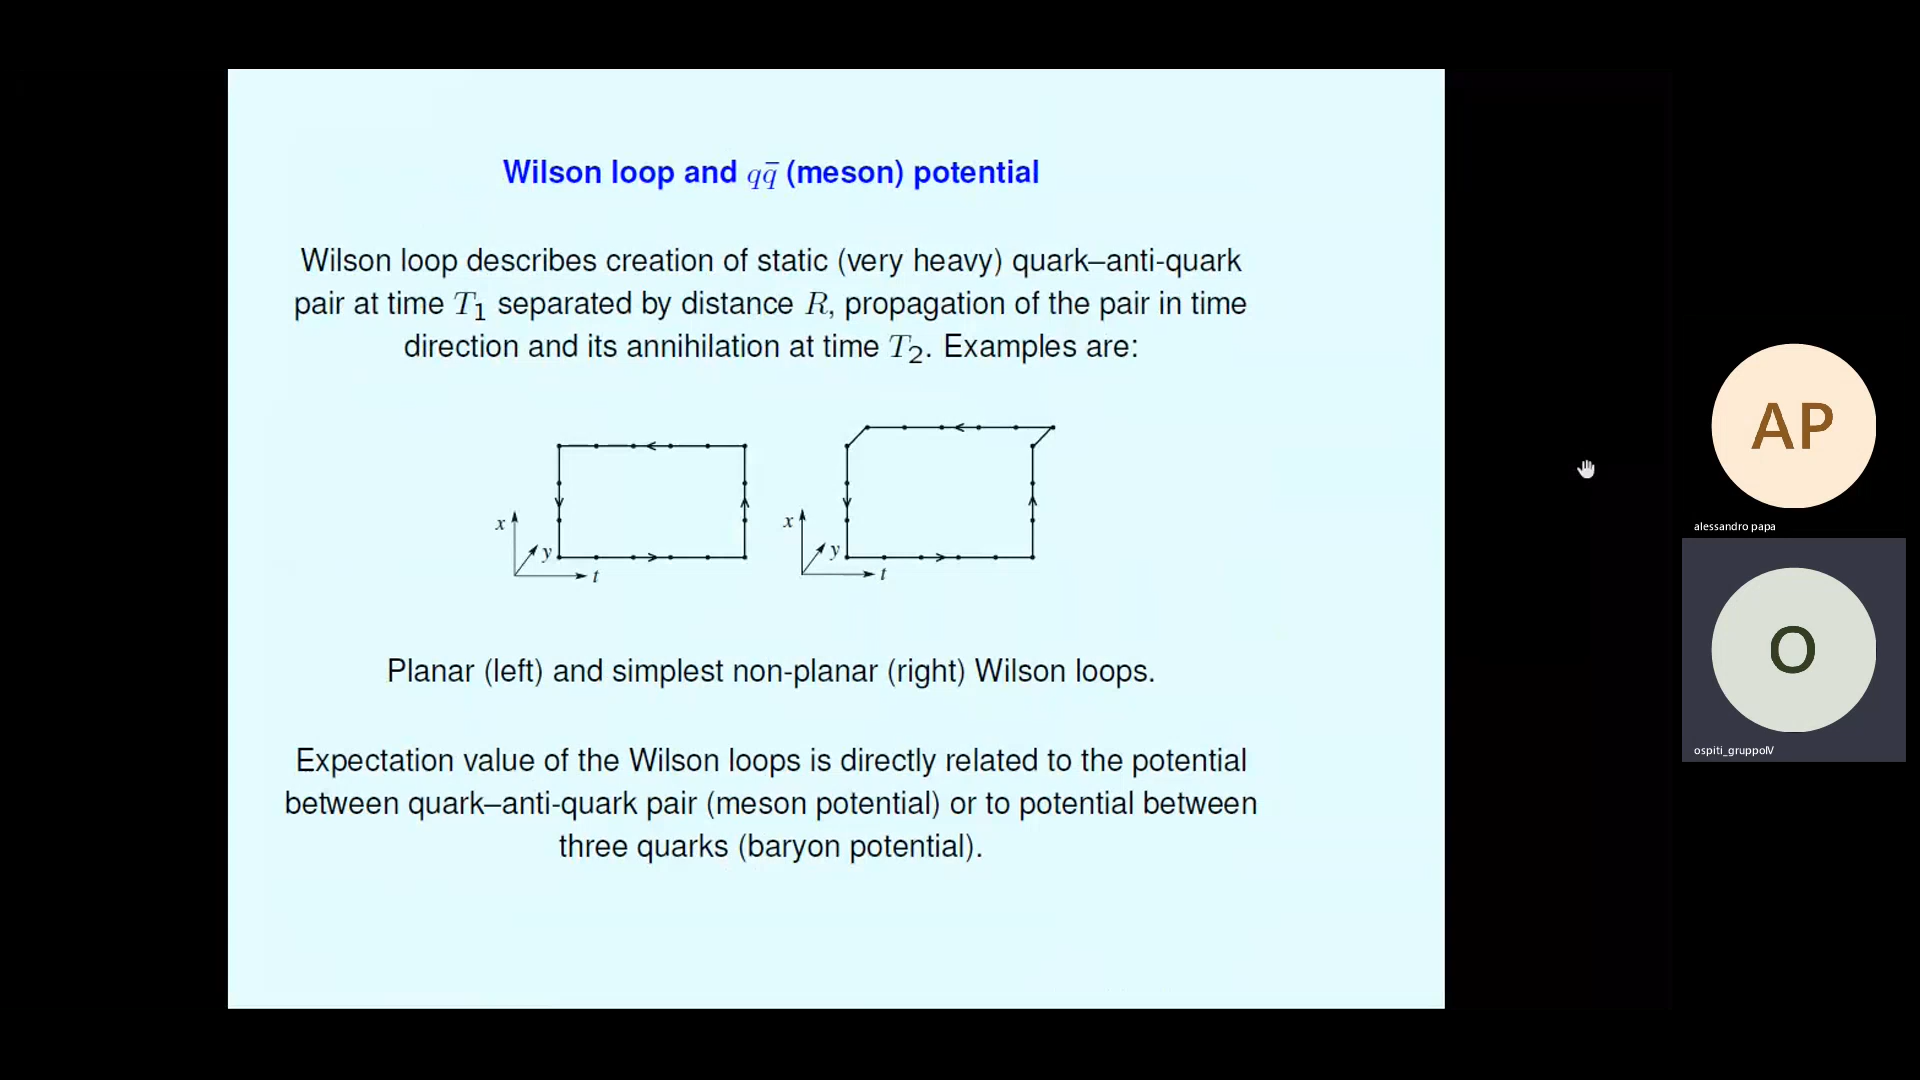 Wilson loop and q\bar{q} (meson) potential
Wilson loop describes creation of static (very heavy) quark–anti-quark
pair at time T₁ separated by distance R, propagation of the pair in time
direction and its annihilation at time T₂. Examples are:
x
y
t
x
y
t
Planar (left) and simplest non-planar (right) Wilson loops.
Expectation value of the Wilson loops is directly related to the potential
between quark–anti-quark pair (meson potential) or to potential between
three quarks (baryon potential).
AP
alessandro papa
O
ospiti_gruppoIV